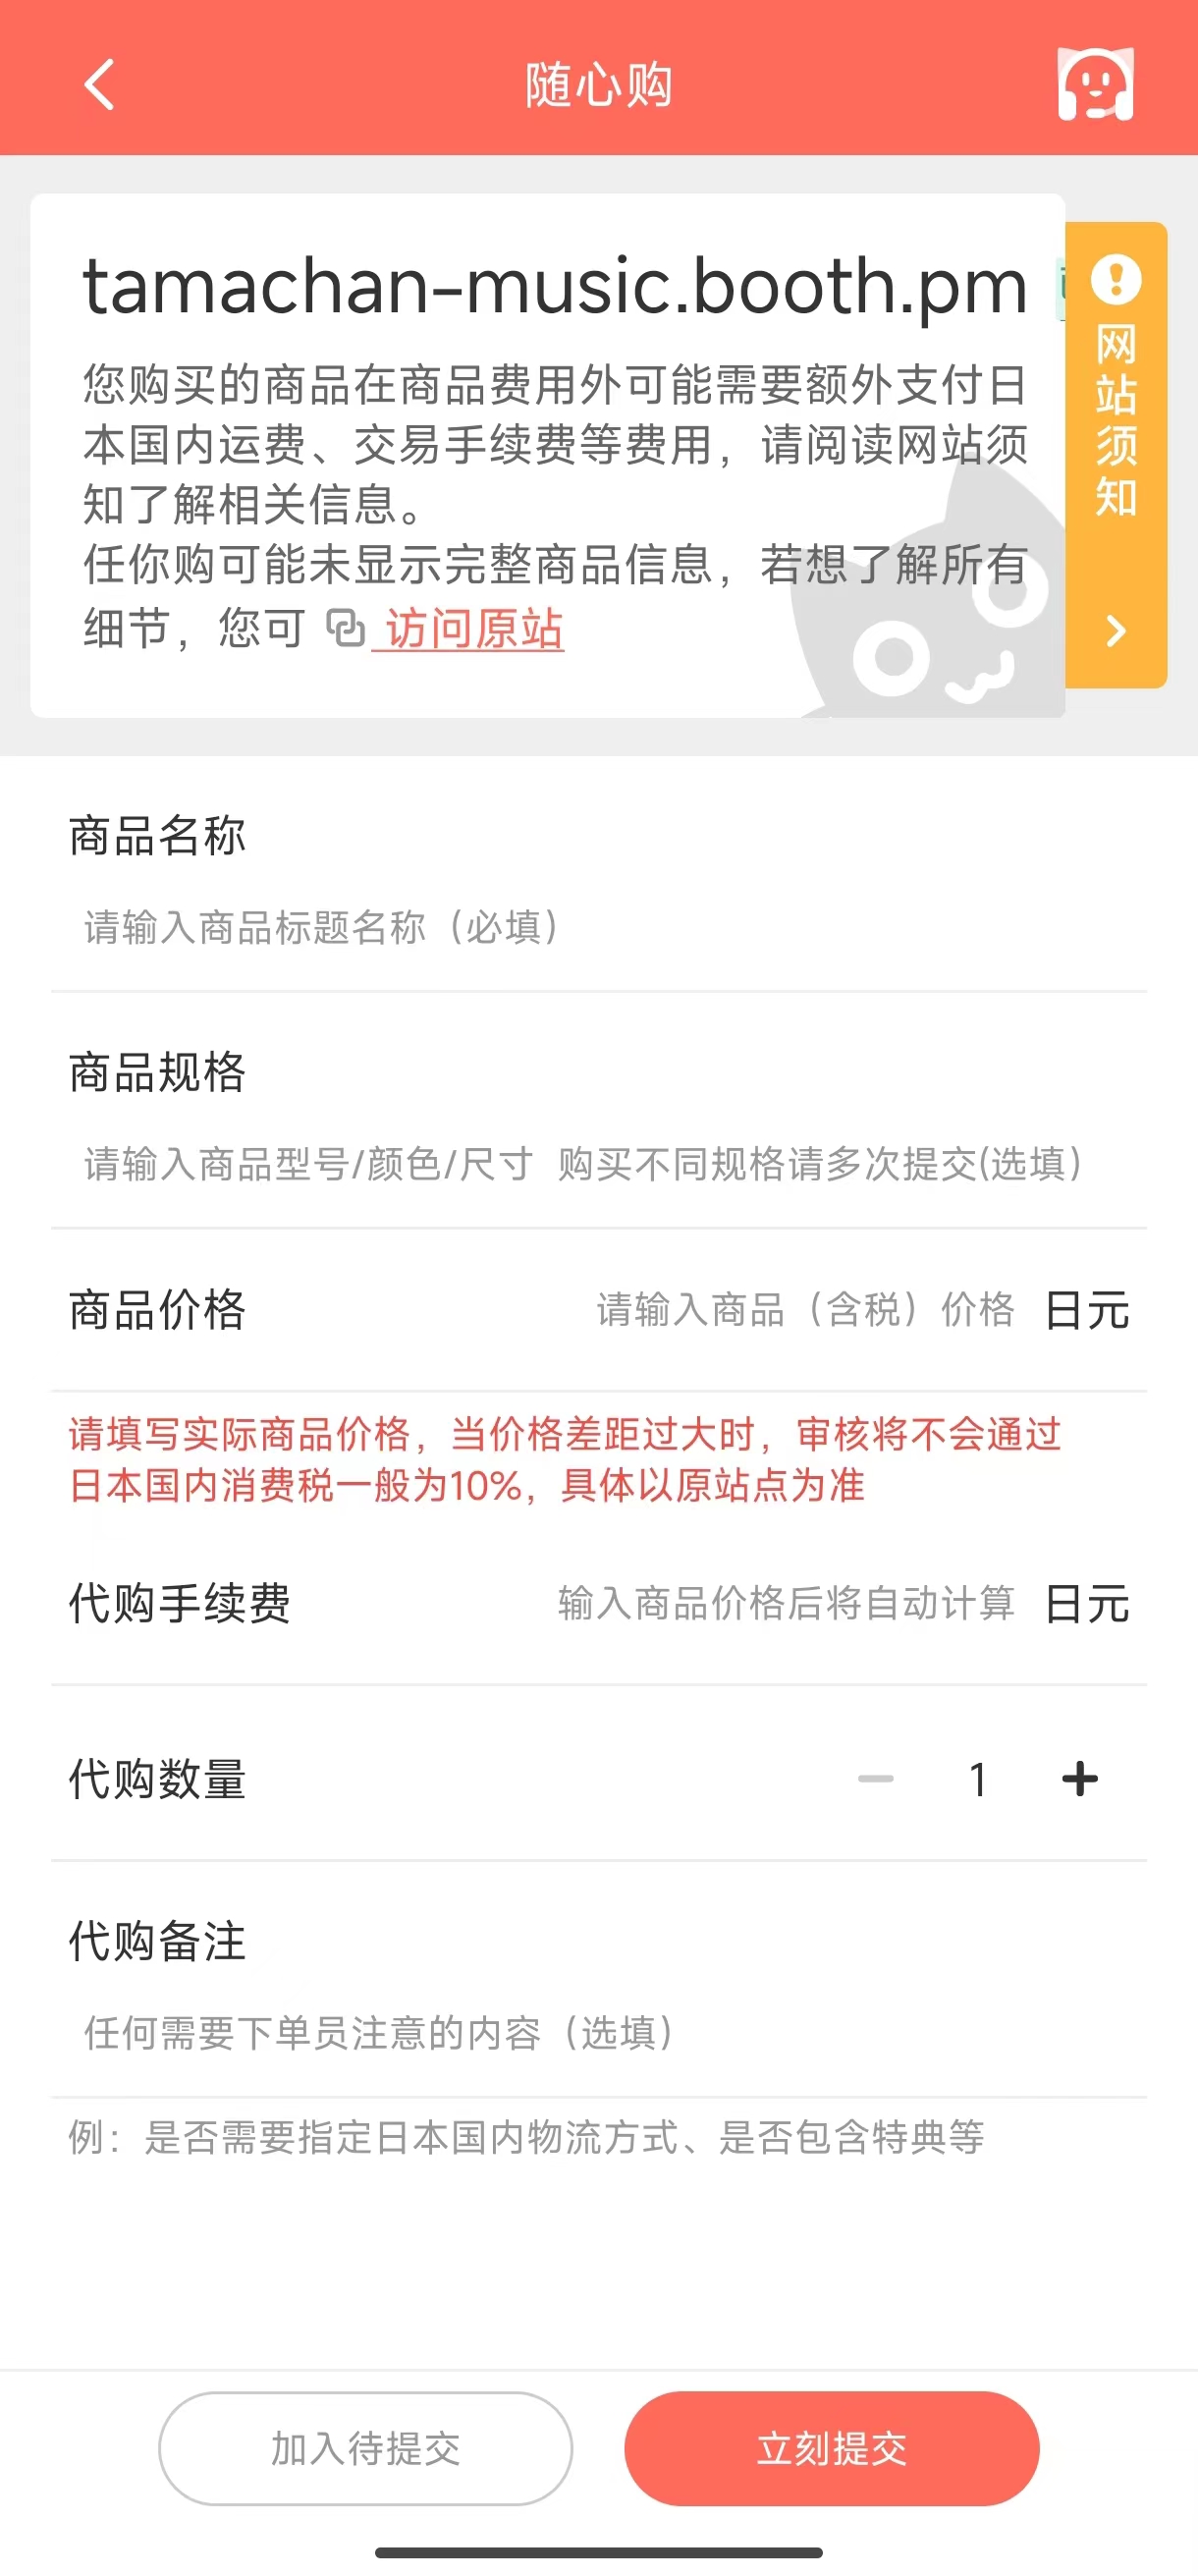 随心购
tamachan-music.booth.pm
您购买的商品在商品费用外可能需要额外支付日
本国内运费、交易手续费等费用，请阅读网站须
知了解相关信息。
任你购可能未显示完整商品信息，若想了解所有
细节，您可 访问原站
网站须知
商品名称
请输入商品标题名称（必填）
商品规格
请输入商品型号/颜色/尺寸 购买不同规格请多次提交(选填)
商品价格 请输入商品（含税）价格 日元
请填写实际商品价格，当价格差距过大时，审核将不会通过
日本国内消费税一般为10%，具体以原站点为准
代购手续费 输入商品价格后将自动计算 日元
代购数量 1
代购备注
任何需要下单员注意的内容（选填）
例：是否需要指定日本国内物流方式、是否包含特典等
加入待提交 立刻提交